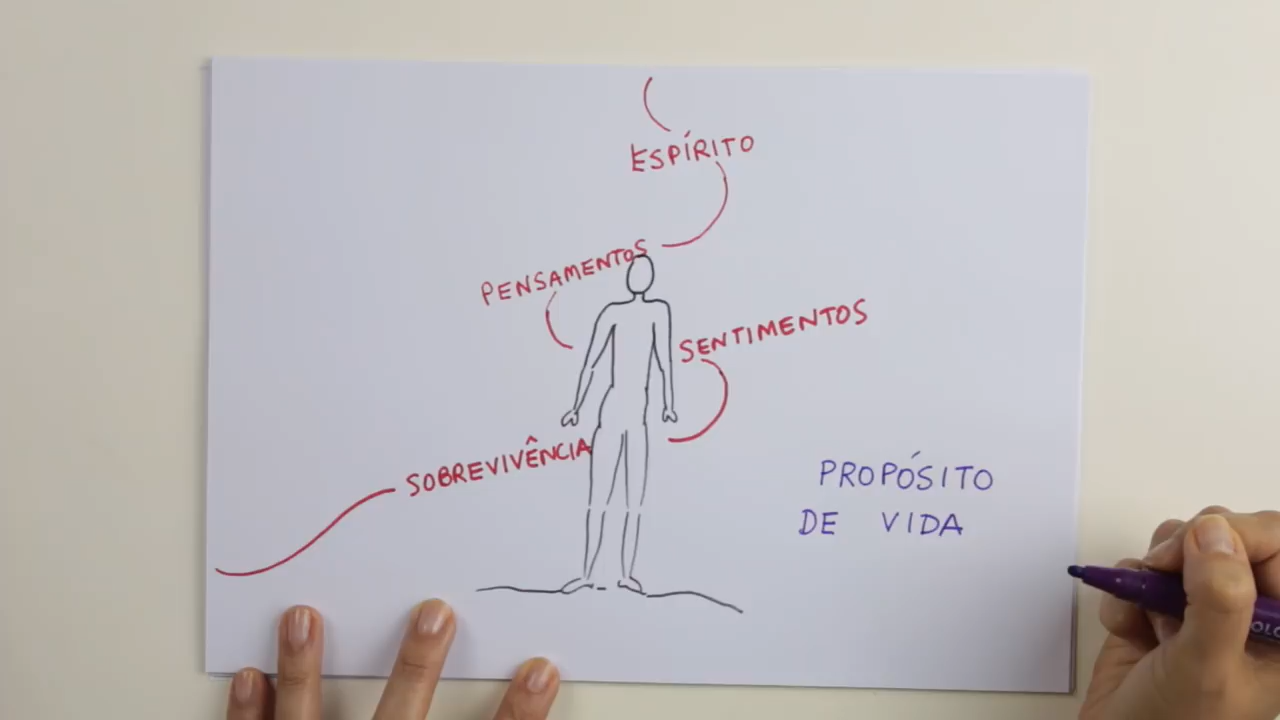 ESPÍRITO
PENSAMENTOS
SENTIMENTOS
SOBREVIVÊNCIA
PROPÓSITO
DE VIDA